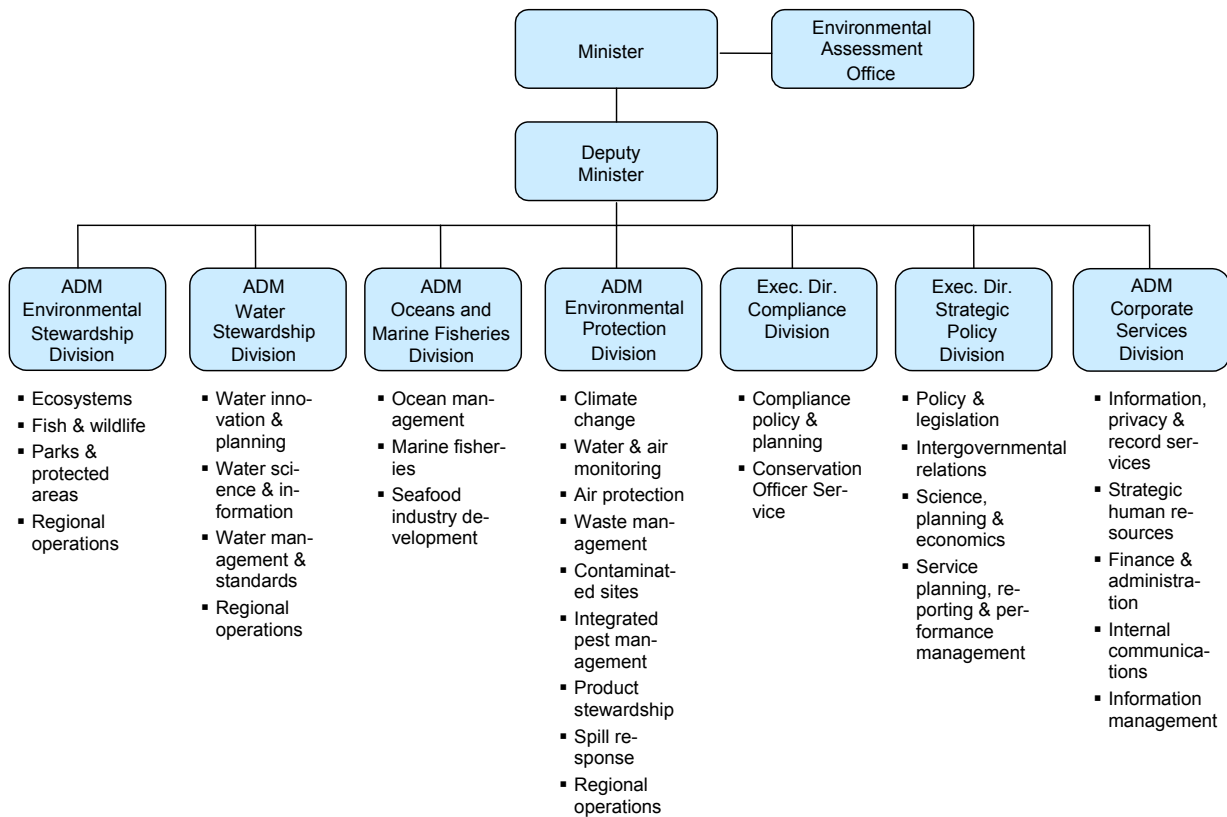 Minister
Environmental
Assessment
Office
Deputy
Minister
ADM
Environmental
Stewardship
Division
ADM
Water
Stewardship
Division
ADM
Oceans and
Marine Fisheries
Division
ADM
Environmental
Protection
Division
Exec. Dir.
Compliance
Division
Exec. Dir.
Strategic
Policy
Division
ADM
Corporate
Services
Division
▪ Ecosystems
▪ Fish & wildlife
▪ Parks &
protected
areas
▪ Regional
operations
▪ Water inno-
vation &
planning
▪ Water sci-
ence & in-
formation
▪ Water man-
agement &
standards
▪ Regional
operations
▪ Ocean man-
agement
▪ Marine fisher-
ies
▪ Seafood
industry de-
velopment
▪ Climate
change
▪ Water & air
monitoring
▪ Air protection
▪ Waste man-
agement
▪ Contaminat-
ed sites
▪ Integrated
pest man-
agement
▪ Product
stewardship
▪ Spill re-
sponse
▪ Regional
operations
▪ Compliance
policy &
planning
▪ Conservation
Officer Ser-
vice
▪ Policy &
legislation
▪ Intergovernmental
relations
▪ Science,
planning &
economics
▪ Service
planning, re-
porting & per-
formance
management
▪ Information,
privacy &
record services
▪ Strategic
human re-
sources
▪ Finance &
administra-
tion
▪ Internal
communica-
tions
▪ Information
management